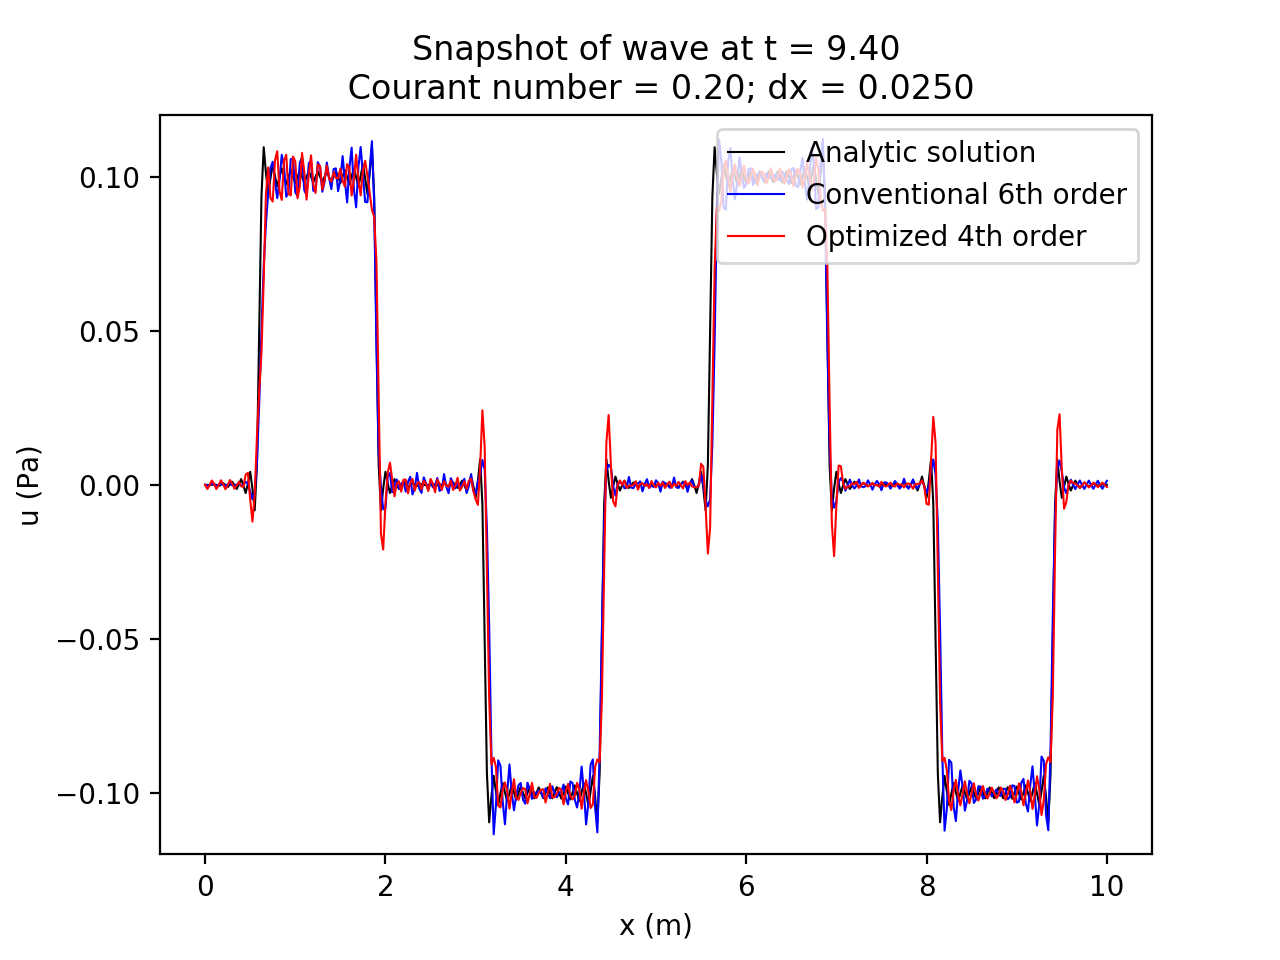 Snapshot of wave at t = 9.40
Courant number = 0.20; dx = 0.0250
Analytic solution
Conventional 6th order
Optimized 4th order
0.10
0.05
0.00
−0.05
−0.10
u (Pa)
0 2 4 6 8 10
x (m)